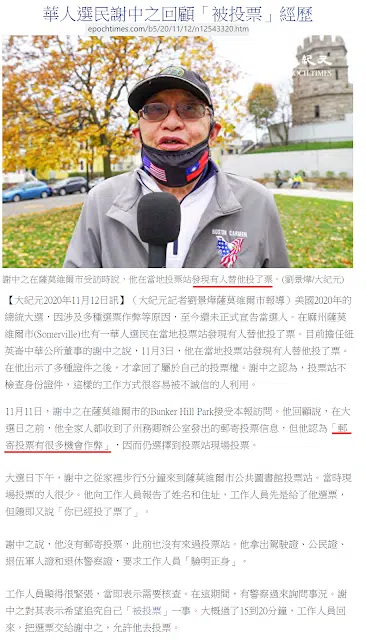 華人選民謝中之回顧「被投票」經歷
epochtimes.com/b5/20/11/12/n12543320.htm
紀元
EPOCH TIMES
BOSTON CARMEN
謝中之在薩莫維爾市受訪時說，他在當地投票站發現有人替他投了票。(劉景燁/大紀元)
【大紀元2020年11月12日訊】（大紀元記者劉景燁薩莫維爾市報導）美國2020年的
總統大選，因涉及多種選票作弊等原因，至今還未正式宣告當選人。在麻州薩莫
維爾市(Somerville)也有一華人選民在當地投票站發現有人替他投了票。目前擔任紐
英崙中華公所董事的謝中之說，11月3日，他在當地投票站發現有人替他投了票。
在他出示了多種證件之後，才拿回了屬於自己的投票權。謝中之認為，投票站不
檢查身份證件，這樣的工作方式很容易被不誠信的人利用。
11月11日，謝中之在薩莫維爾市的Bunker Hill Park接受本報訪問。他回顧說，在大
選日之前，他全家人都收到了州務卿辦公室發出的郵寄投票信息，但他認為「郵
寄投票有很多機會作弊」，因而仍選擇到投票站現場投票。
大選日下午，謝中之從家裡步行5分鐘來到薩莫維爾市公共圖書館投票站。當時現
場投票的人很少。他向工作人員報告了姓名和住址，工作人員先是給了他選票，
但隨即又說「你已經投了票了」。
謝中之說，他沒有郵寄投票，此前也沒有來過投票站。他拿出駕駛證、公民證、
退伍軍人證和退休警察證，要求工作人員「驗明正身」。
工作人員顯得很緊張，當即表示需要核查。在這期間，有警察過來詢問情況。謝
中之對其表示希望追究自己「被投票」一事。大概過了15到20分鐘，工作人員回
來，把選票交給謝中之，允許他去投票。